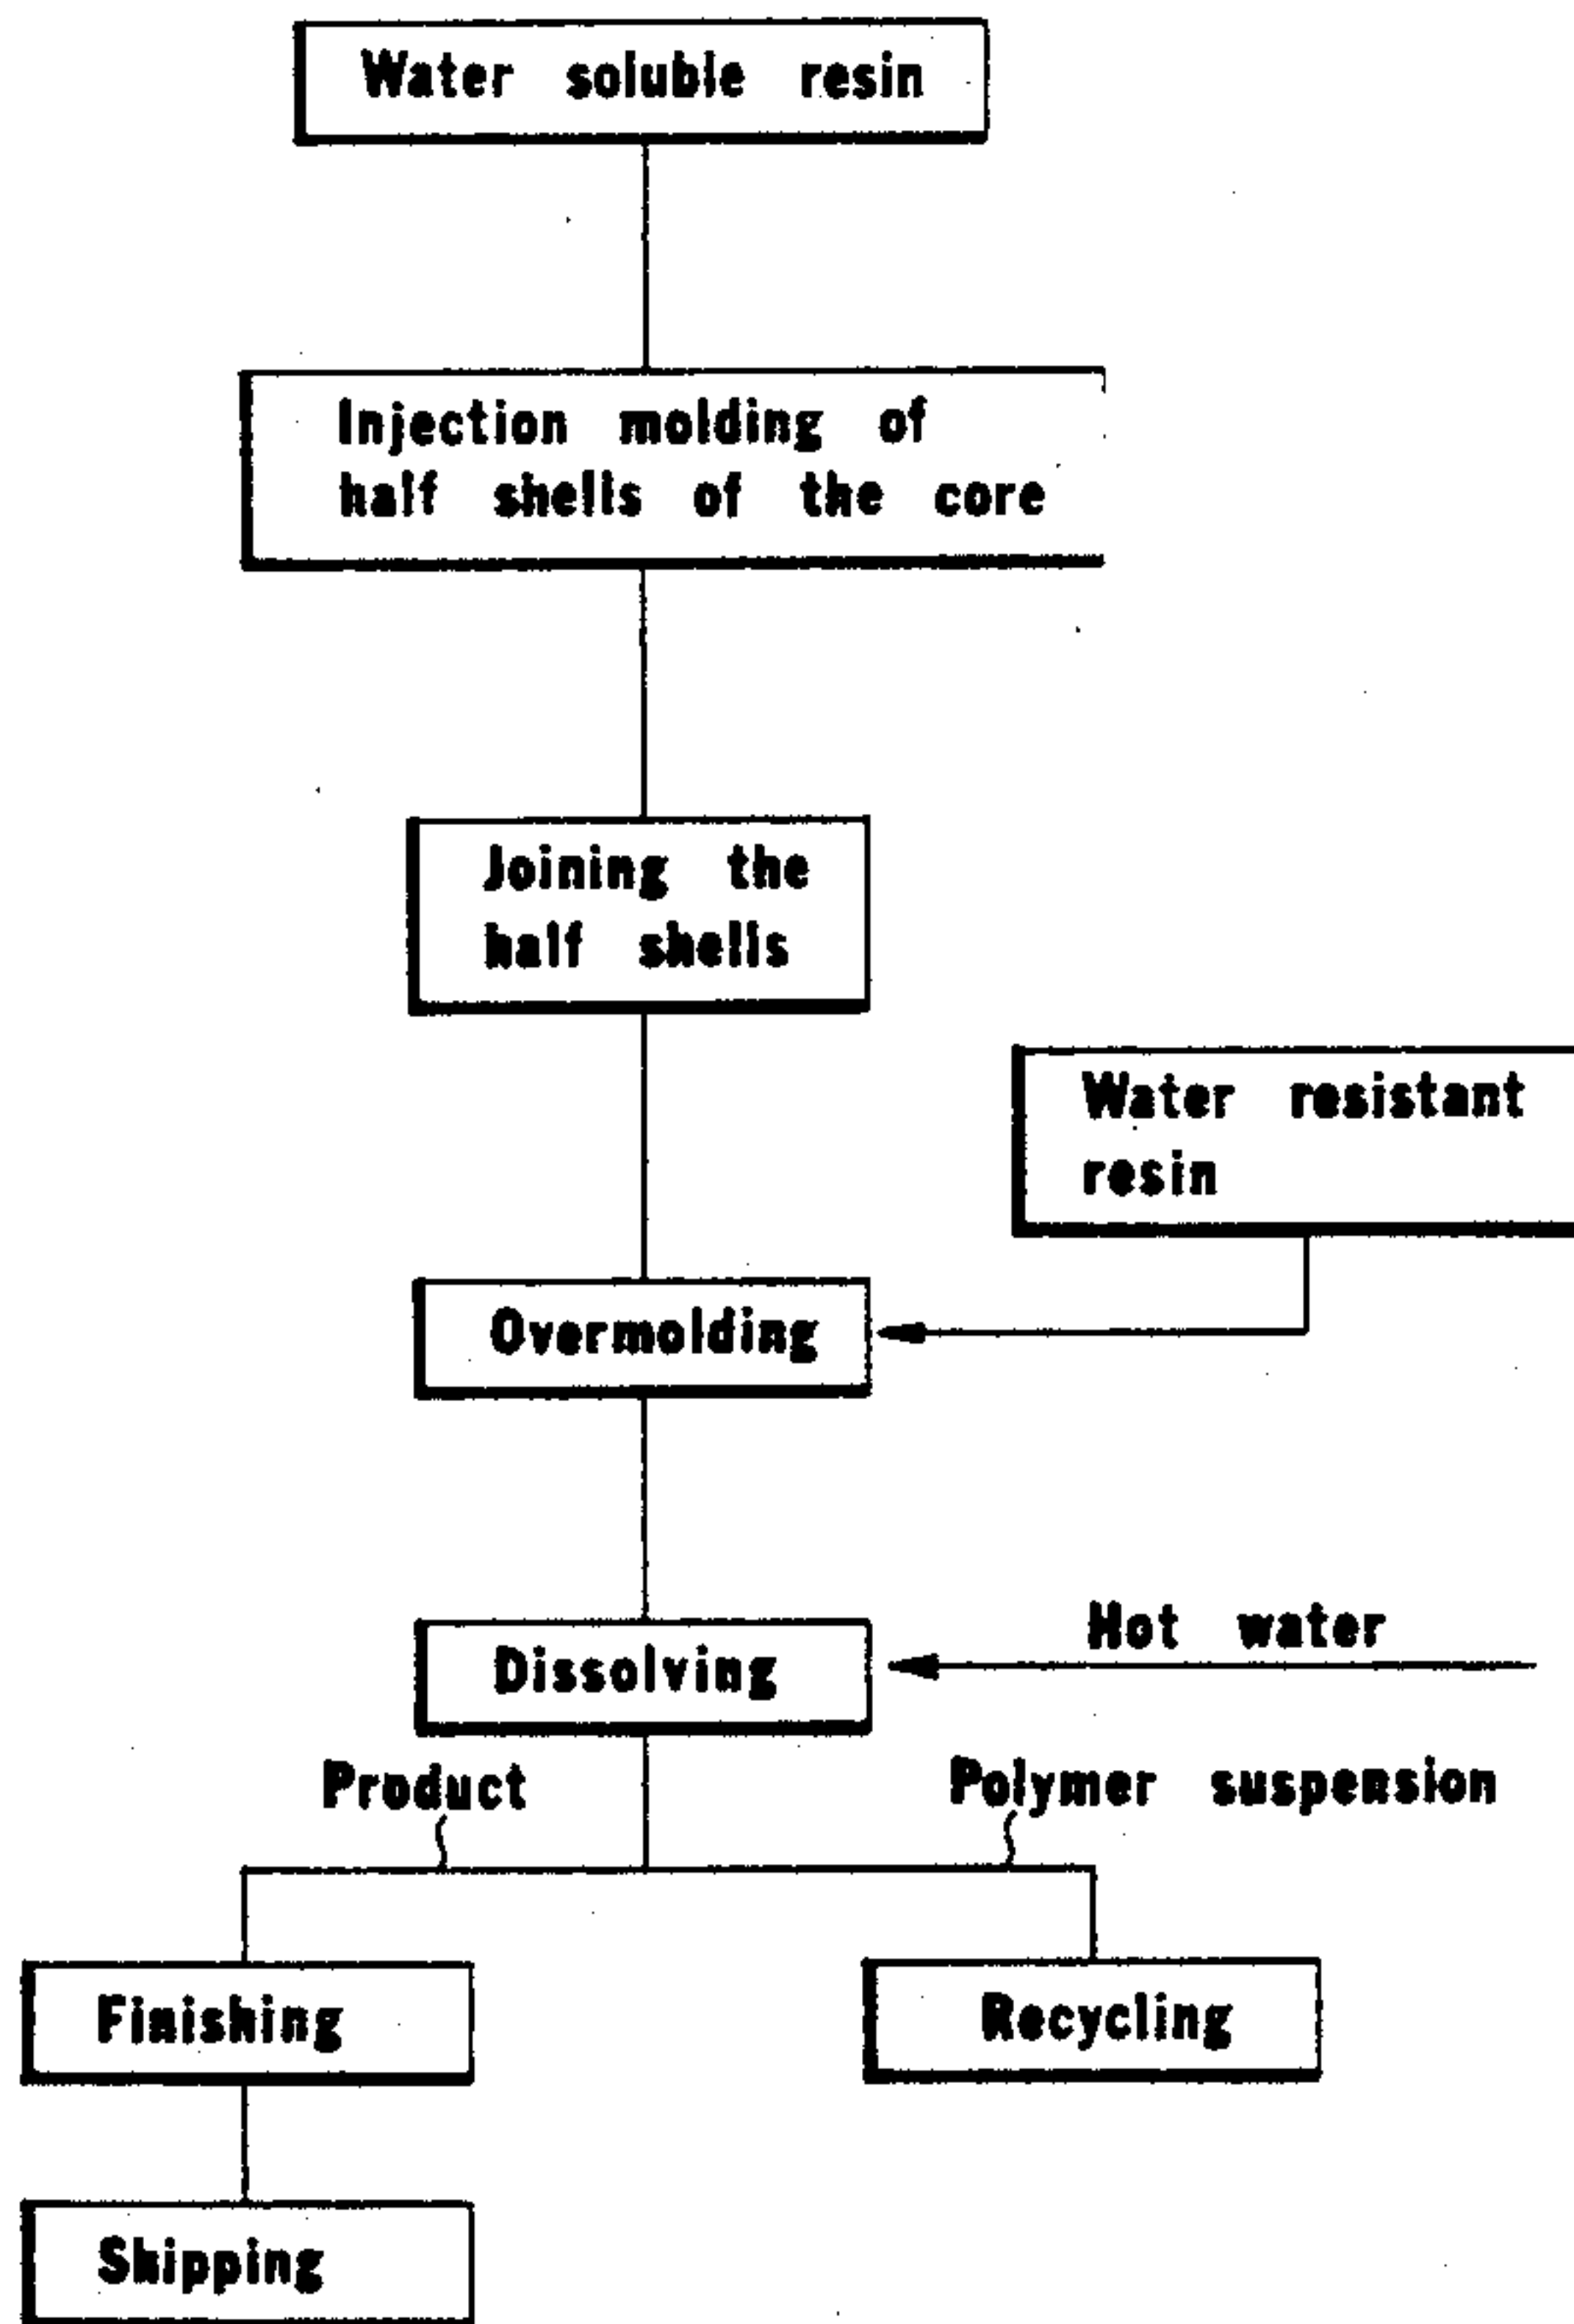 Water soluble resin
Injection molding of
half shells of the core
Joining the
half shells
Water resistant
resin
Overmolding
Hot water
Dissolving
Product
Polymer suspension
Finishing
Recycling
Shipping